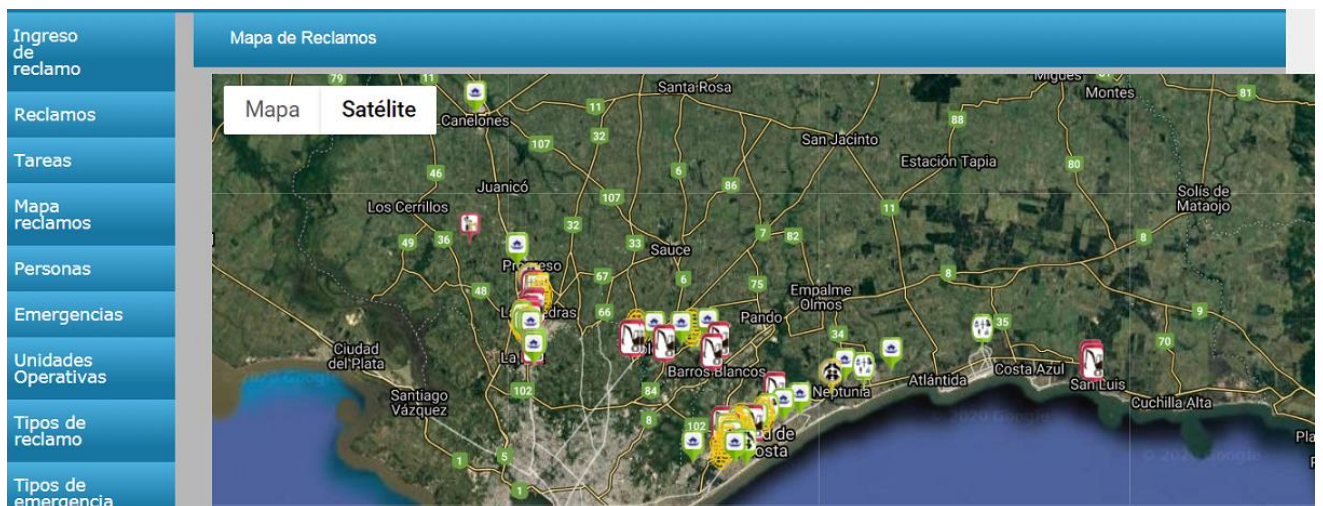 Ingreso
de
reclamo
Reclamos
Tareas
Mapa
reclamos
Personas
Emergencias
Unidades
Operativas
Tipos de
reclamo
Tipos de
emergencia
Mapa de Reclamos
Mapa
Satélite
79
11
Canelones
Santa Rosa
11
Migues
81
Montes
81
88
San Jacinto
Estación Tapia
80
107
32
46
Juanicó
6
86
107
Los Cerrillos
32
11
Solís de
Mataojo
8
49
36
33
Sauce
7
82
Progreso
67
6
75
8
48
Empalme
Olmos
66
Pando
34
35
9
70
Ciudad
del Plata
Barros Blancos
Costa Azul
San Luis
Atlántida
Neptunia
102
84
Santiago
Vázquez
8
102
Cuchilla Alta
1
5
1